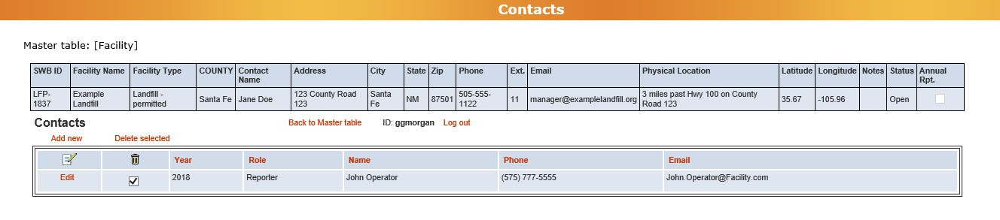 Contacts
Master table: [Facility]
SWB ID Facility Name Facility Type COUNTY Contact Name Address City State Zip Phone Ext. Email Physical Location Latitude Longitude Notes Status Annual Rpt.
LFP-1837 Example Landfill Landfill - permitted Santa Fe Jane Doe 123 County Road 123 Santa Fe NM 87501 505-555-1122 11 manager@examplelandfill.org 3 miles past Hwy 100 on County Road 123 35.67 -105.96 Open
Contacts Back to Master table ID: ggmorgan Log out
Add new Delete selected
Year Role Name Phone Email
Edit 2018 Reporter John Operator (575) 777-5555 John.Operator@Facility.com